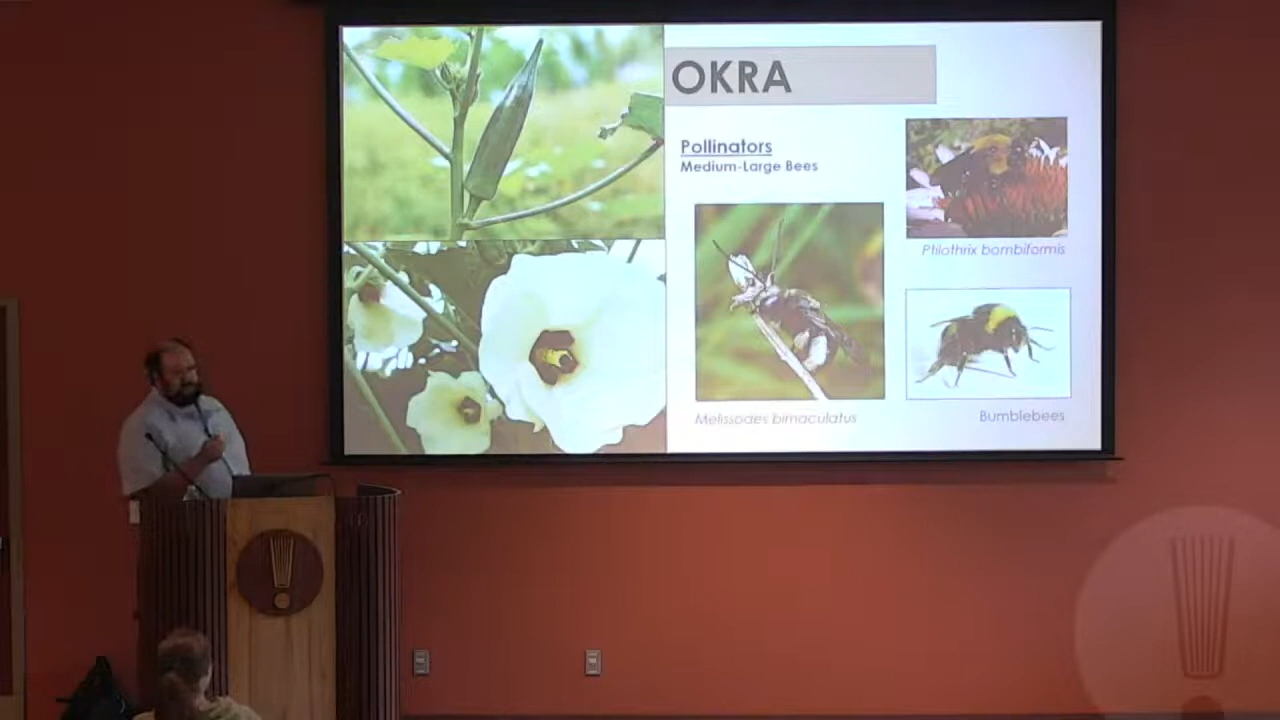 OKRA
Pollinators
Medium-Large Bees
Ptilothrix bombiformis
Melissodes bimaculatus
Bumblebees